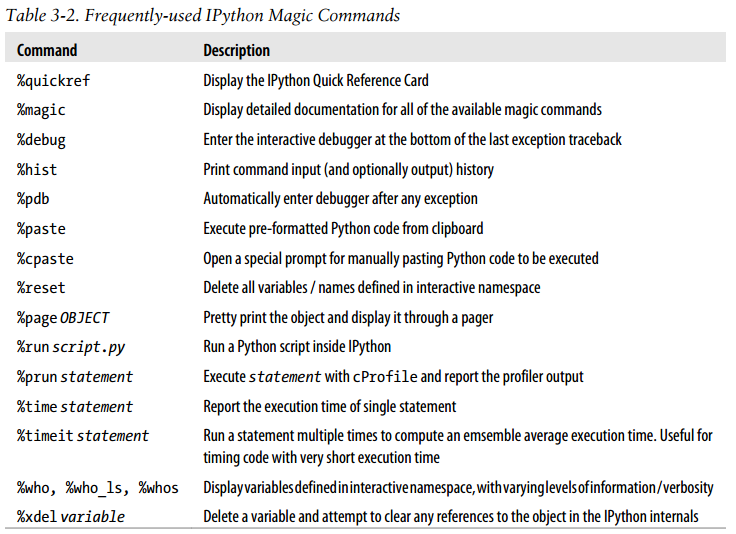 Table 3-2. Frequently-used IPython Magic Commands
Command Description
%quickref Display the IPython Quick Reference Card
%magic Display detailed documentation for all of the available magic commands
%debug Enter the interactive debugger at the bottom of the last exception traceback
%hist Print command input (and optionally output) history
%pdb Automatically enter debugger after any exception
%paste Execute pre-formatted Python code from clipboard
%cpaste Open a special prompt for manually pasting Python code to be executed
%reset Delete all variables / names defined in interactive namespace
%page OBJECT Pretty print the object and display it through a pager
%run script.py Run a Python script inside IPython
%prun statement Execute statement with cProfile and report the profiler output
%time statement Report the execution time of single statement
%timeit statement Run a statement multiple times to compute an emsemble average execution time. Useful for
timing code with very short execution time
%who, %who_ls, %whos Display variables defined in interactive namespace, with varying levels of information / verbosity
%xdel variable Delete a variable and attempt to clear any references to the object in the IPython internals